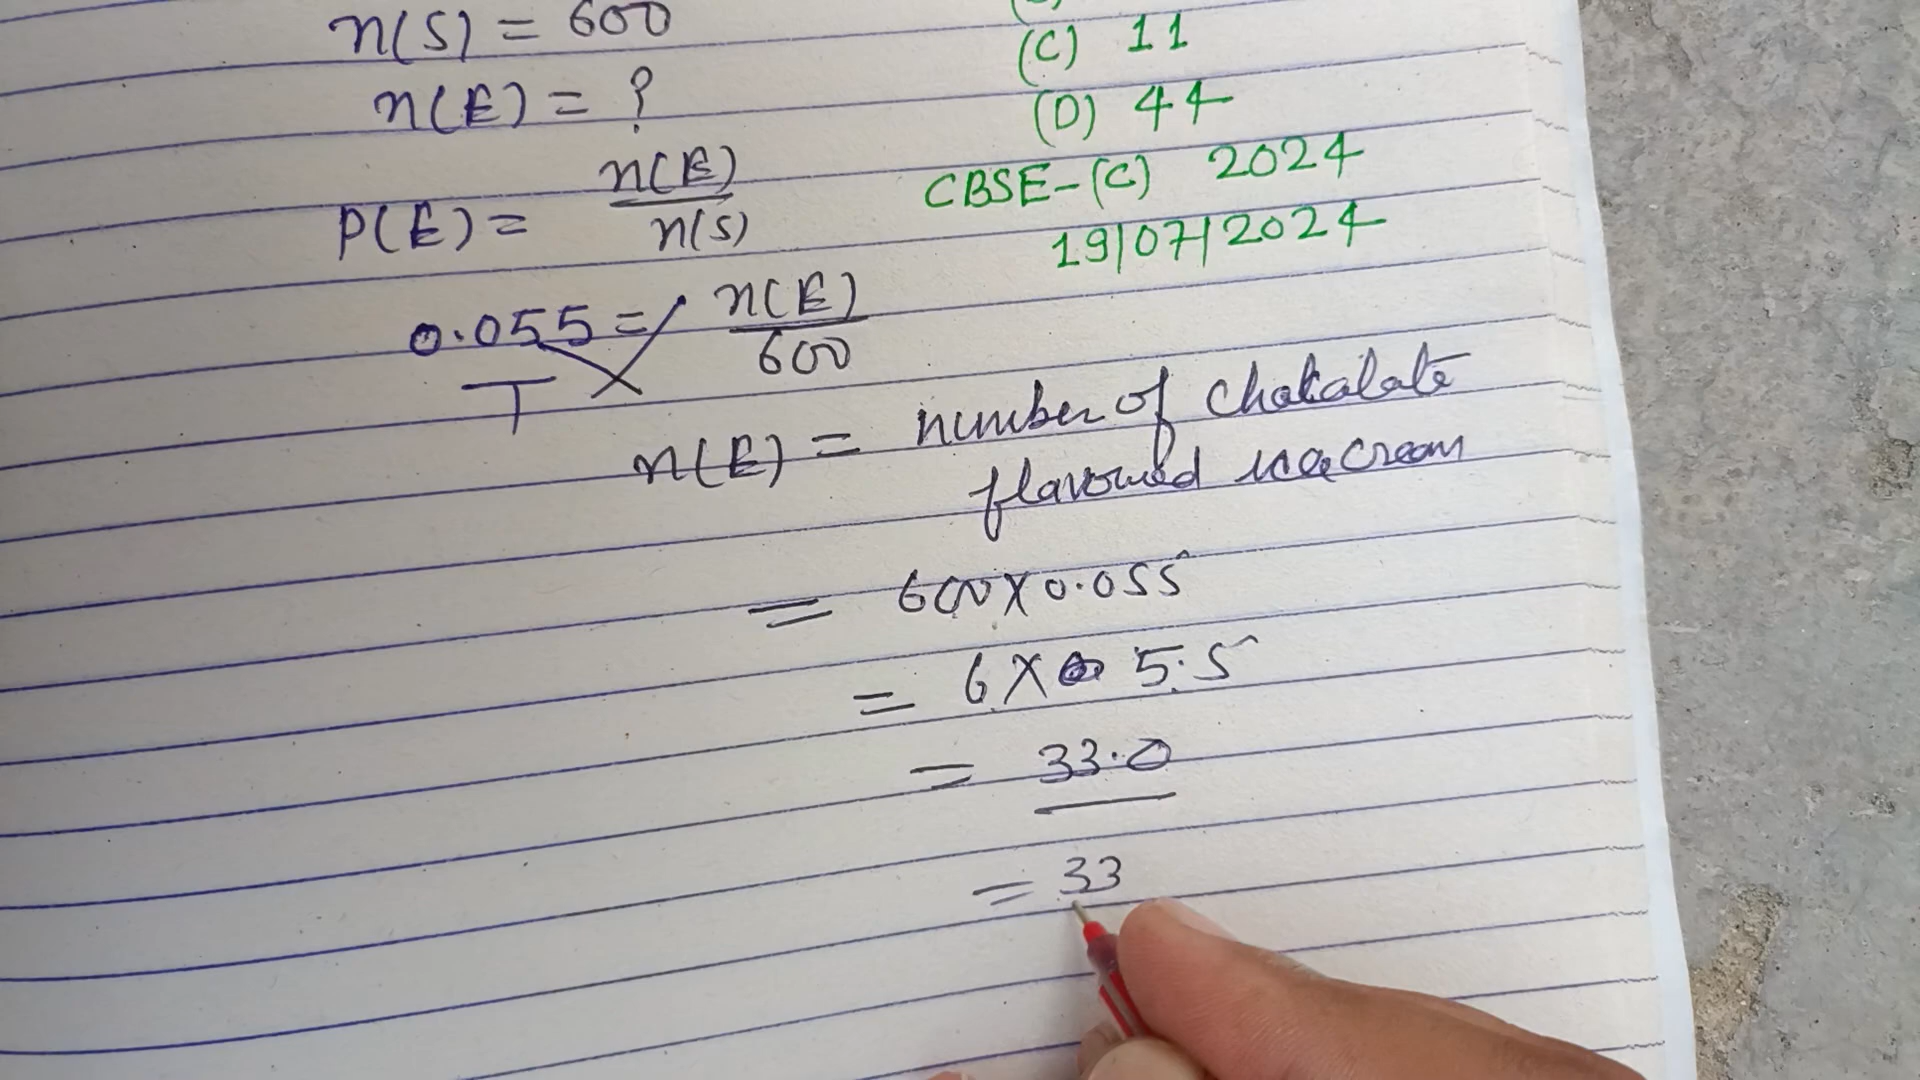 n(S) = 600
(C) 11
n(E) = ?
(D) 44
P(E) = n(E)/n(S)
CBSE-(C) 2024
19/07/2024
0.055 = n(E)/600
n(E) = number of chakalate
flavoured icecream
= 600 X 0.055
= 6 X 5.5
= 33.0
= 33